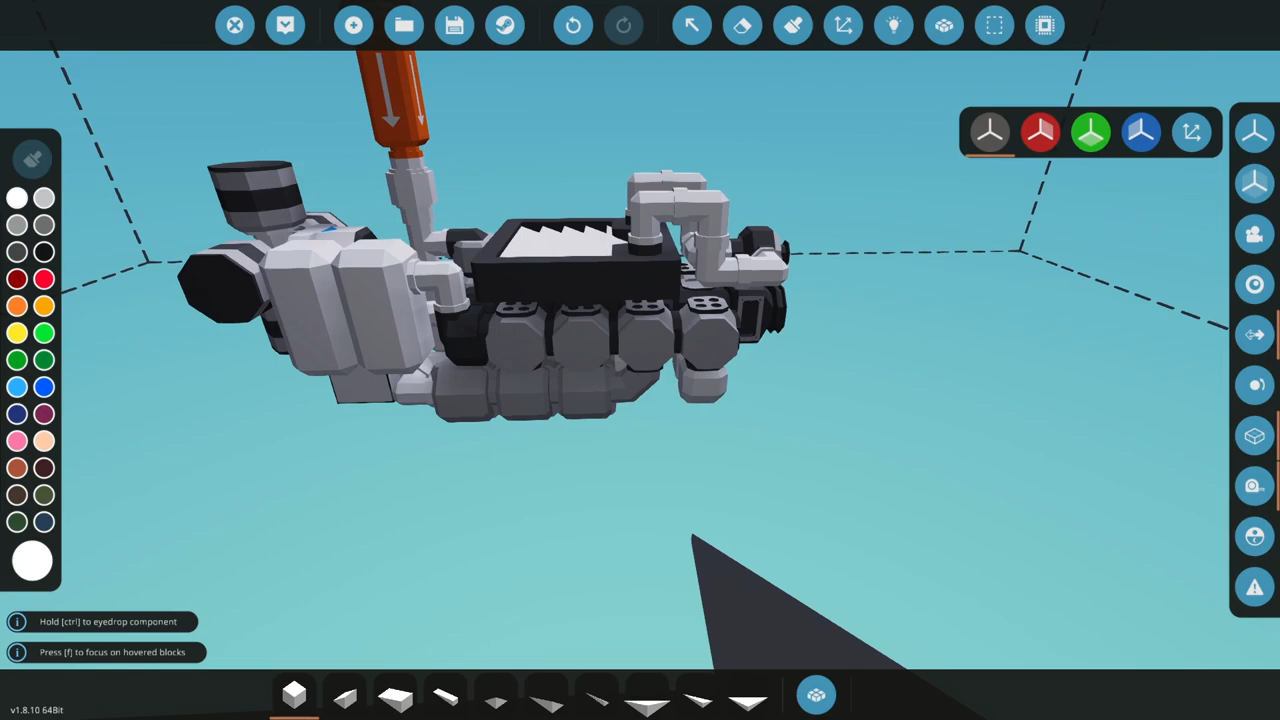 Hold [ctrl] to eyedrop component
Press [f] to focus on hovered blocks
v1.8.10 64Bit